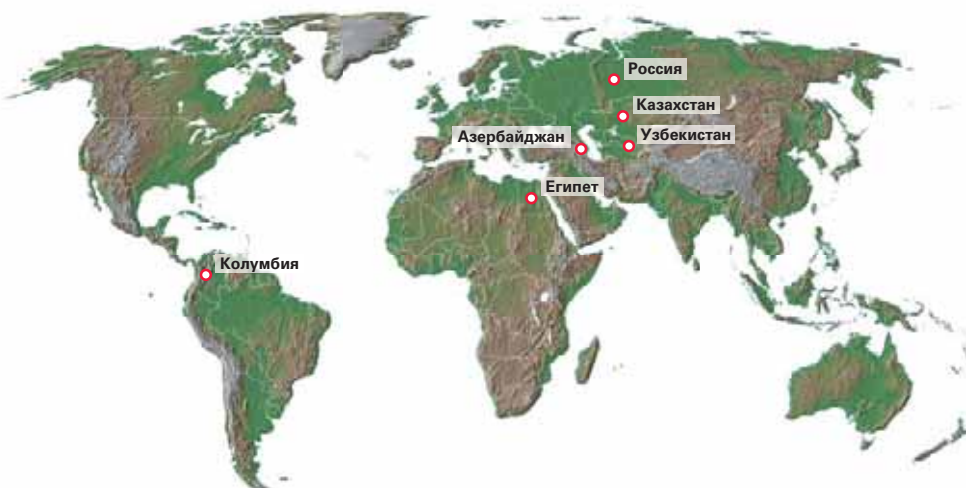 Россия
Казахстан
Азербайджан
Узбекистан
Египет
Колумбия